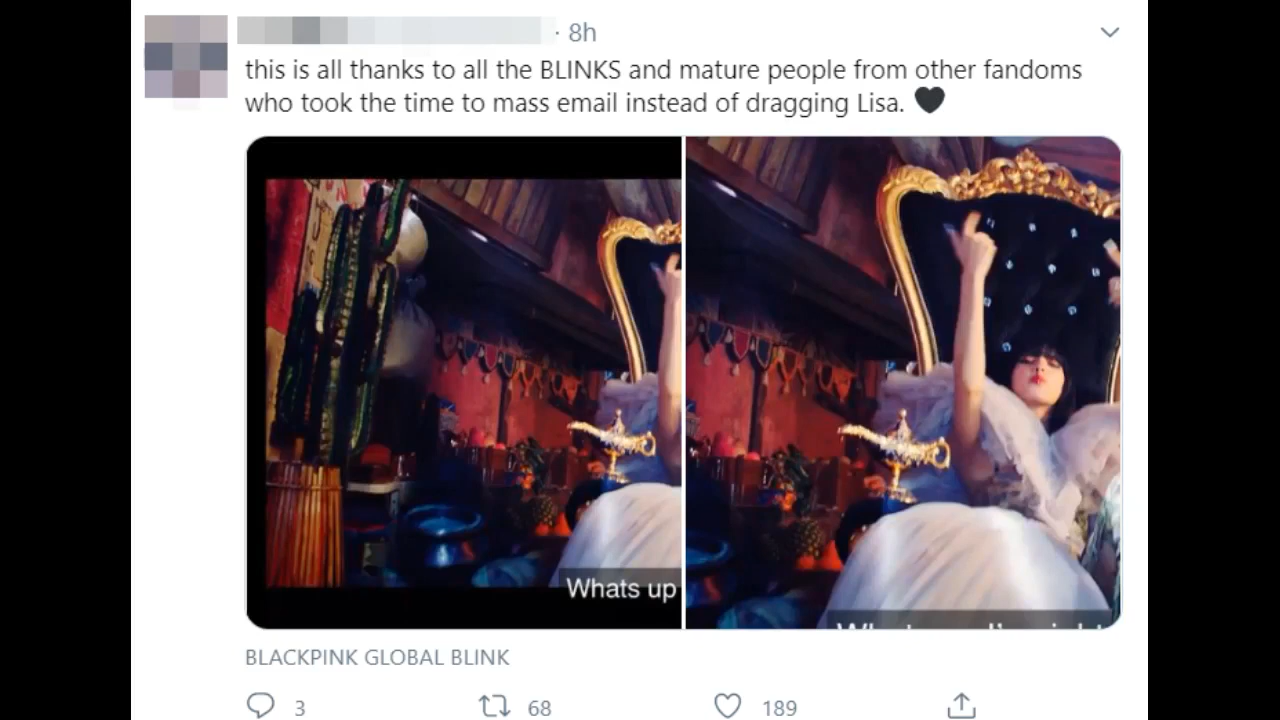 · 8h
this is all thanks to all the BLINKS and mature people from other fandoms
who took the time to mass email instead of dragging Lisa. 🖤
Whats up
BLACKPINK GLOBAL BLINK
3 68 189